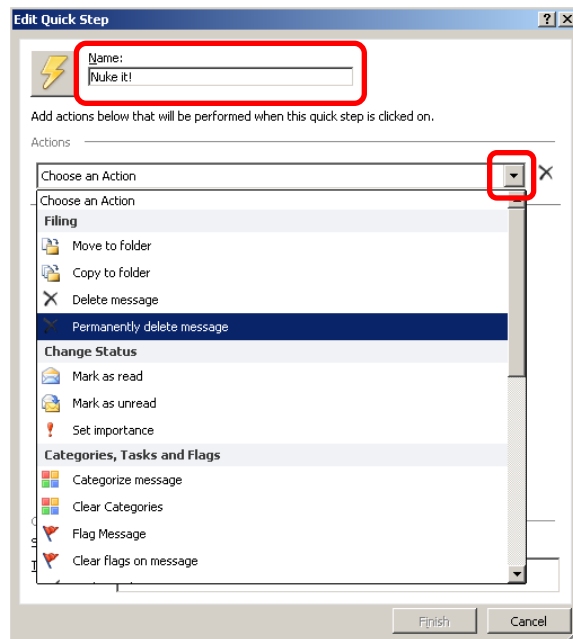 Edit Quick Step
Name:
Nuke it!
Add actions below that will be performed when this quick step is clicked on.
Actions
Choose an Action
Choose an Action
Filing
Move to folder
Copy to folder
Delete message
Permanently delete message
Change Status
Mark as read
Mark as unread
Set importance
Categories, Tasks and Flags
Categorize message
Clear Categories
Flag Message
Clear flags on message
Finish Cancel